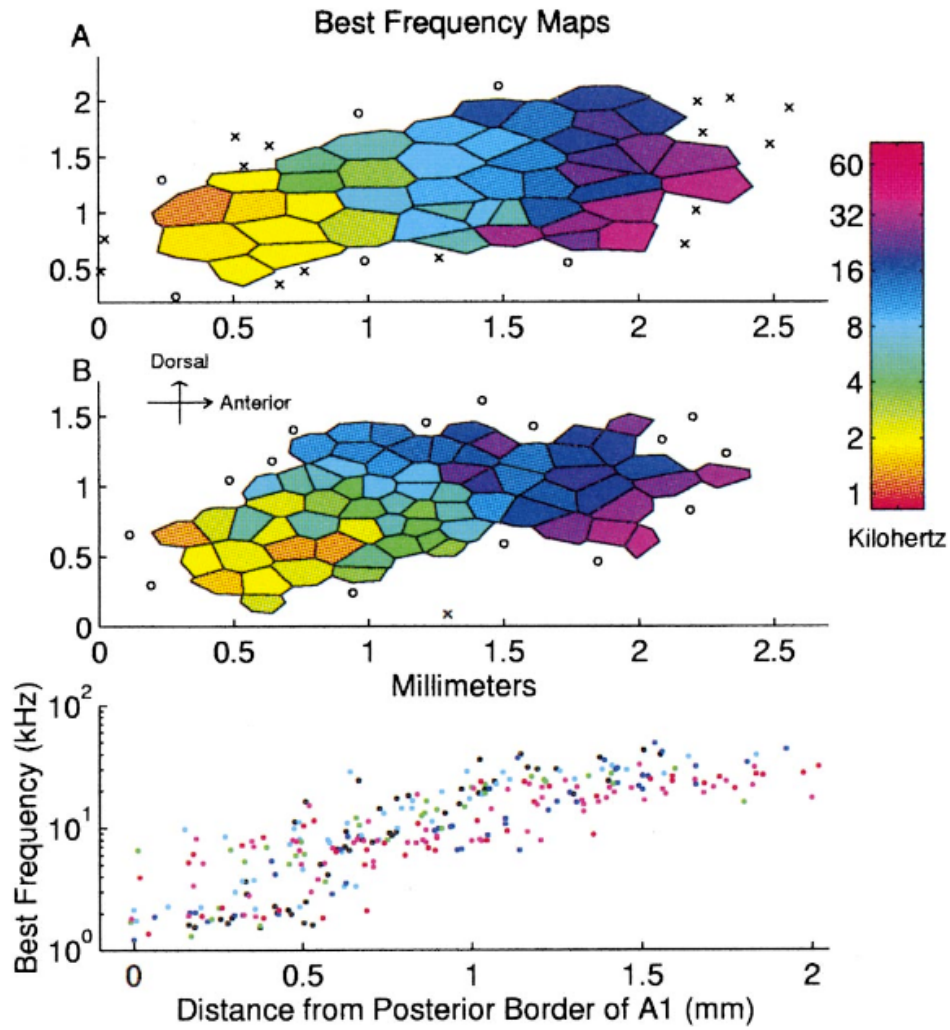 Best Frequency Maps
A
2
1.5
1
0.5
0 0.5 1 1.5 2 2.5
60
32
16
8
4
2
1
Kilohertz
B
Dorsal
Anterior
1.5
1
0.5
0
0 0.5 1 1.5 2 2.5
Millimeters
Best Frequency (kHz)
10²
10¹
10⁰
0 0.5 1 1.5 2
Distance from Posterior Border of A1 (mm)